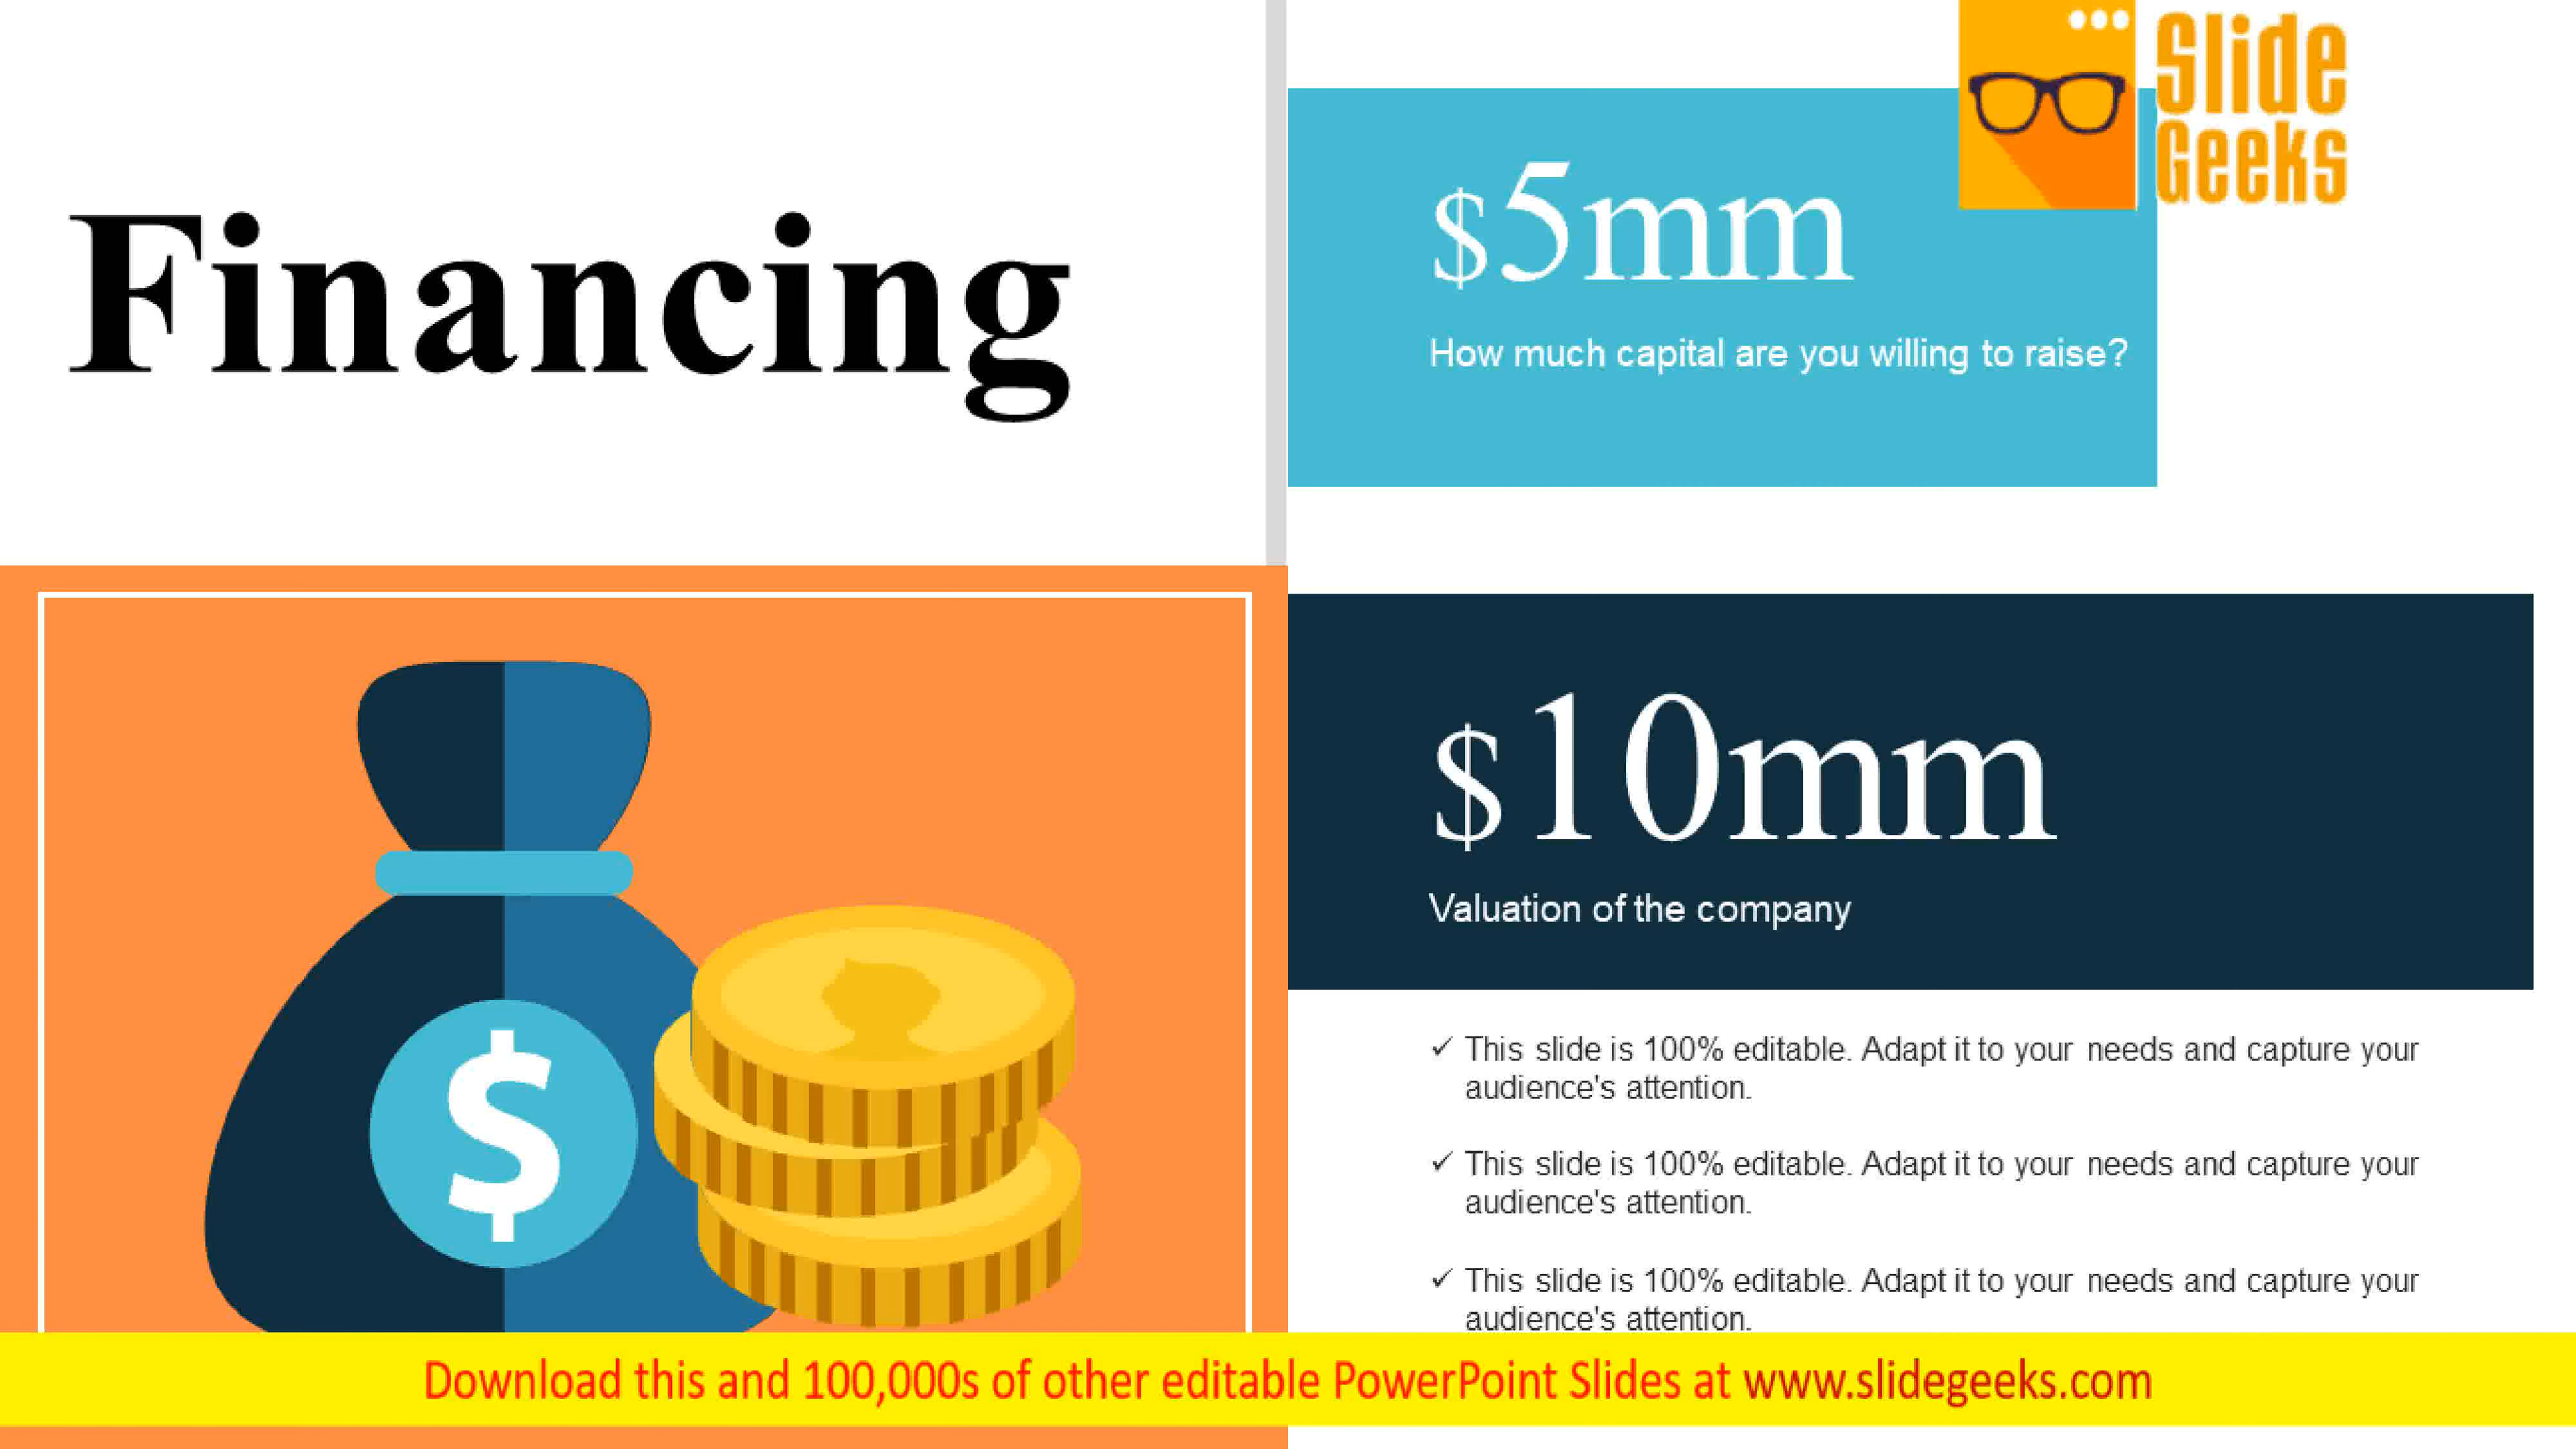 Financing
Slide
Geeks
$5mm
How much capital are you willing to raise?
$10mm
Valuation of the company
✓ This slide is 100% editable. Adapt it to your needs and capture your
audience's attention.
✓ This slide is 100% editable. Adapt it to your needs and capture your
audience's attention.
✓ This slide is 100% editable. Adapt it to your needs and capture your
audience's attention.
$
Download this and 100,000s of other editable PowerPoint Slides at www.slidegeeks.com